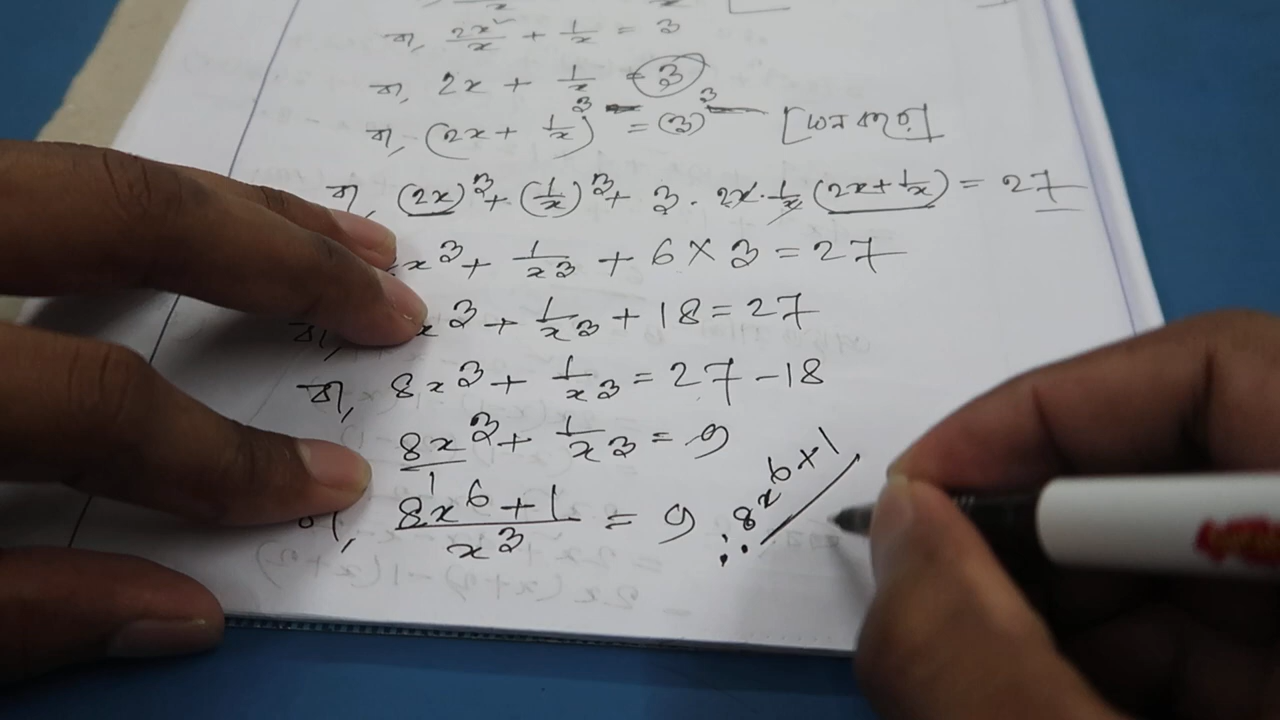 বা, 2x²/x + 1/x = 3
বা, 2x + 1/x = 3
বা, (2x + 1/x)³ = (3)³ [ঘন করে]
বা, (2x)³ + (1/x)³ + 3 · 2x · 1/x (2x + 1/x) = 27
x³ + 1/x³ + 6 × 3 = 27
বা, x³ + 1/x³ + 18 = 27
বা, 8x³ + 1/x³ = 27 - 18
8x³/1 + 1/x³ = 9
বা, (8x⁶ + 1)/x³ = 9 ∴ 8x⁶+1/